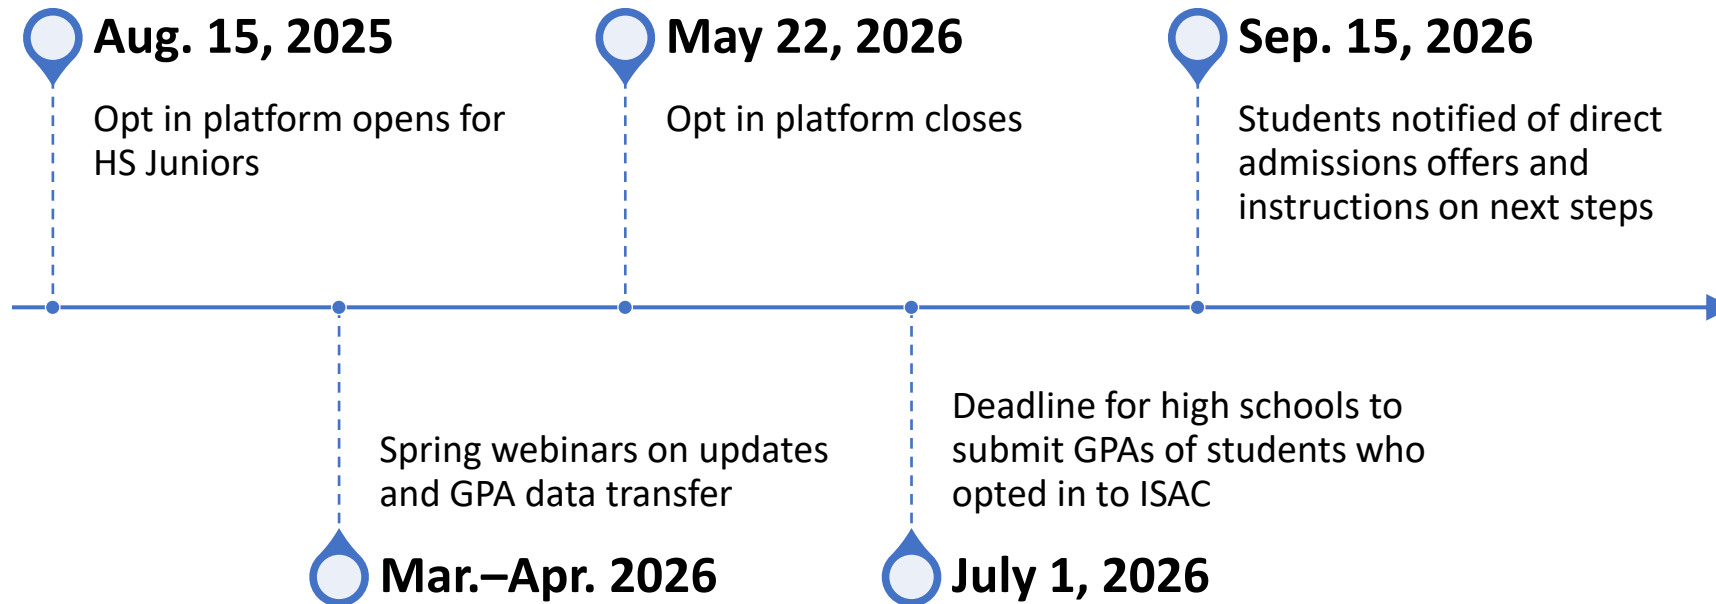 Aug. 15, 2025
Opt in platform opens for
HS Juniors
Mar.–Apr. 2026
Spring webinars on updates
and GPA data transfer
May 22, 2026
Opt in platform closes
July 1, 2026
Deadline for high schools to
submit GPAs of students who
opted in to ISAC
Sep. 15, 2026
Students notified of direct
admissions offers and
instructions on next steps